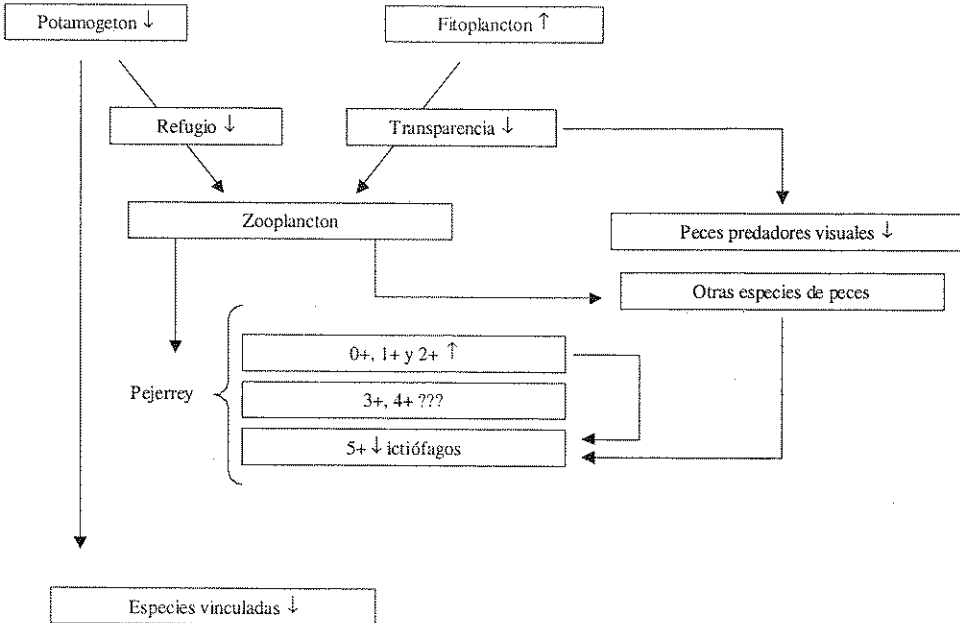 Potamogeton ↓
Fitoplancton ↑
Refugio ↓
Transparencia ↓
Zooplancton
Peces predadores visuales ↓
Otras especies de peces
0+, 1+ y 2+ ↑
Pejerrey
3+, 4+ ???
5+ ↓ ictiófagos
Especies vinculadas ↓